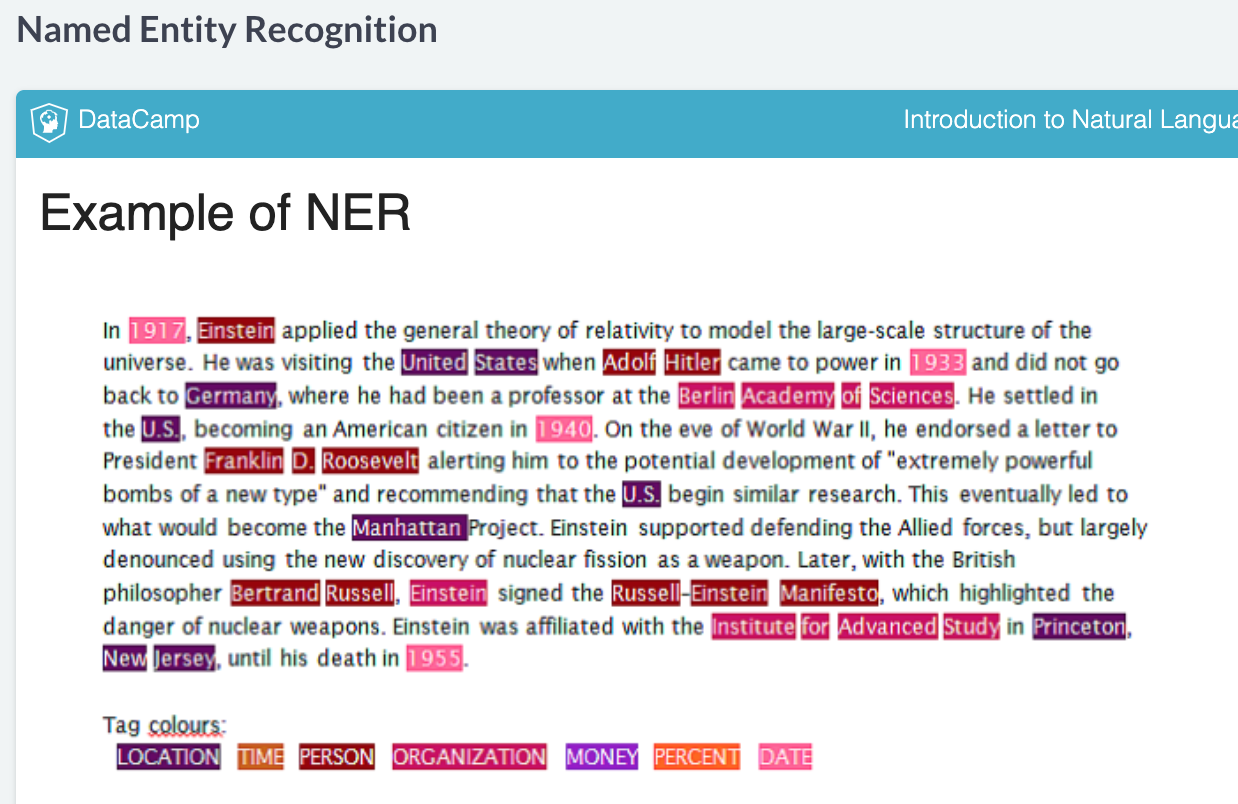 Named Entity Recognition
DataCamp
Introduction to Natural Langua
Example of NER
In 1917, Einstein applied the general theory of relativity to model the large-scale structure of the
universe. He was visiting the United States when Adolf Hitler came to power in 1933 and did not go
back to Germany, where he had been a professor at the Berlin Academy of Sciences. He settled in
the U.S., becoming an American citizen in 1940. On the eve of World War II, he endorsed a letter to
President Franklin D. Roosevelt alerting him to the potential development of "extremely powerful
bombs of a new type" and recommending that the U.S. begin similar research. This eventually led to
what would become the Manhattan Project. Einstein supported defending the Allied forces, but largely
denounced using the new discovery of nuclear fission as a weapon. Later, with the British
philosopher Bertrand Russell, Einstein signed the Russell-Einstein Manifesto, which highlighted the
danger of nuclear weapons. Einstein was affiliated with the Institute for Advanced Study in Princeton,
New Jersey, until his death in 1955.
Tag colours:
LOCATION TIME PERSON ORGANIZATION MONEY PERCENT DATE